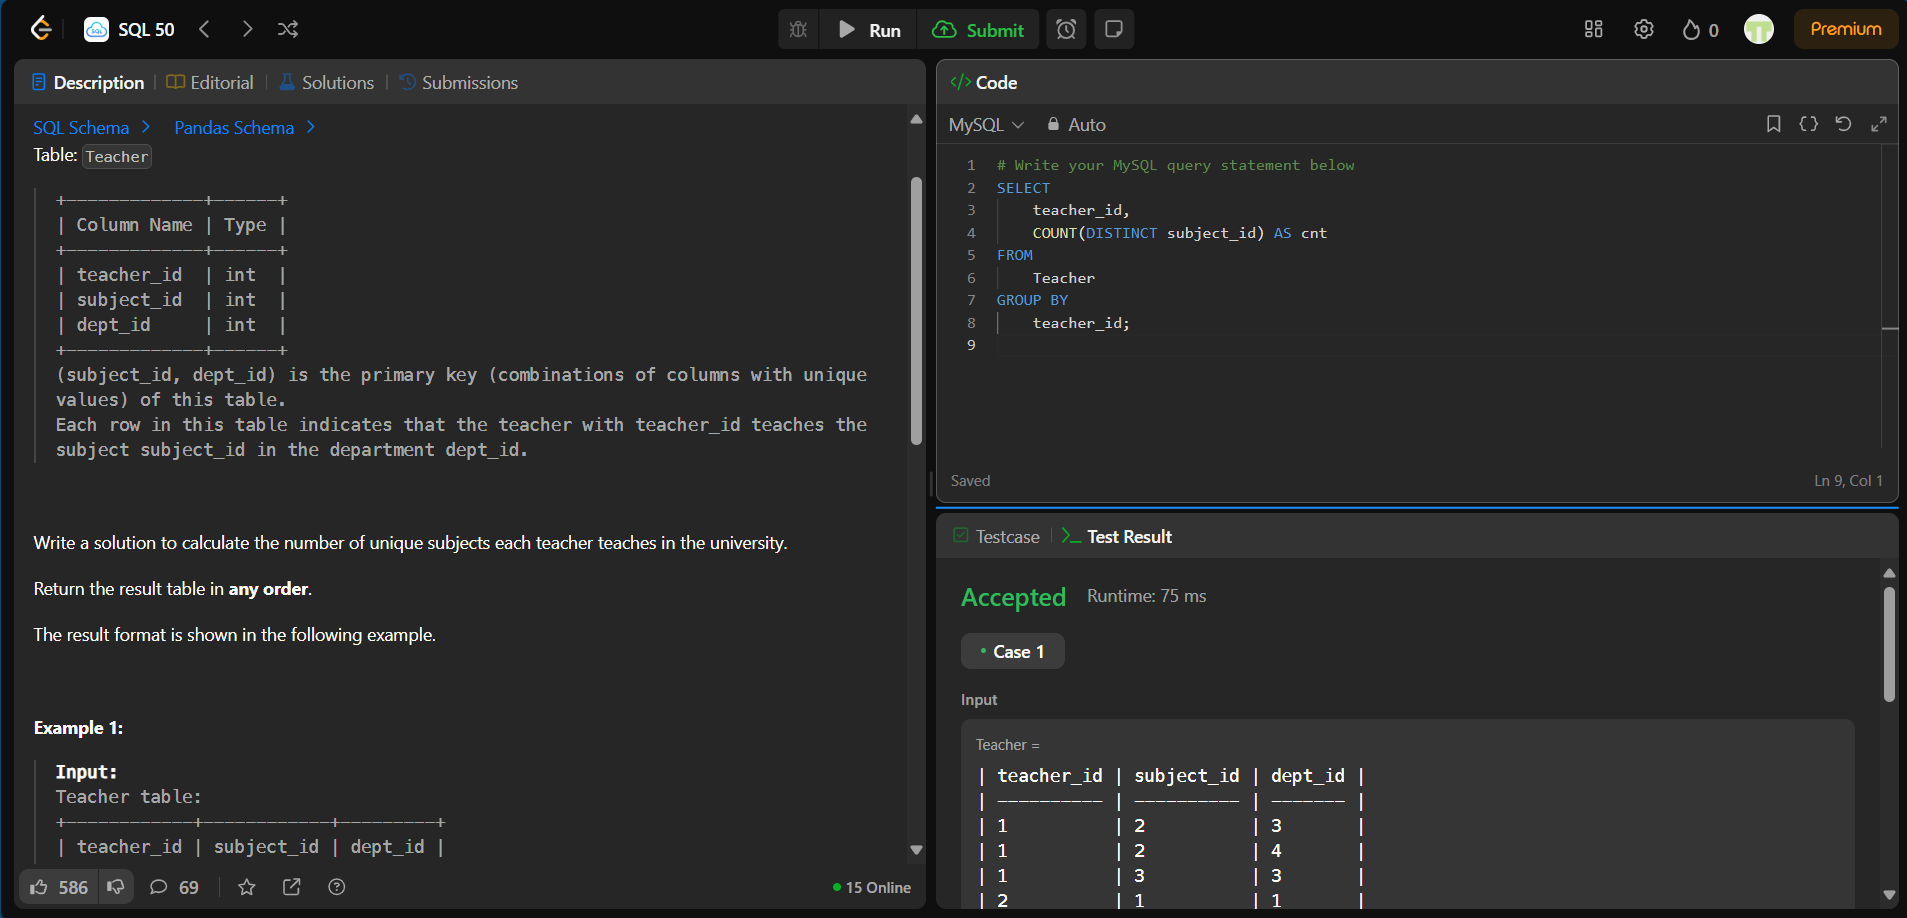 SQL 50
Run
Submit
0
Premium
Description
Editorial
Solutions
Submissions
SQL Schema
Pandas Schema
Table: Teacher
+-------------+------+
| Column Name | Type |
+-------------+------+
| teacher_id  | int  |
| subject_id  | int  |
| dept_id     | int  |
+-------------+------+
(subject_id, dept_id) is the primary key (combinations of columns with unique
values) of this table.
Each row in this table indicates that the teacher with teacher_id teaches the
subject subject_id in the department dept_id.
Write a solution to calculate the number of unique subjects each teacher teaches in the university.
Return the result table in any order.
The result format is shown in the following example.
Example 1:
Input:
Teacher table:
+------------+------------+---------+
| teacher_id | subject_id | dept_id |
586
69
15 Online
</> Code
MySQL
Auto
1 # Write your MySQL query statement below
2 SELECT
3     teacher_id,
4     COUNT(DISTINCT subject_id) AS cnt
5 FROM
6     Teacher
7 GROUP BY
8     teacher_id;
9
Saved
Ln 9, Col 1
Testcase
Test Result
Accepted
Runtime: 75 ms
Case 1
Input
Teacher =
| teacher_id | subject_id | dept_id |
| ---------- | ---------- | ------- |
| 1          | 2          | 3       |
| 1          | 2          | 4       |
| 1          | 3          | 3       |
| 2          | 1          | 1       |